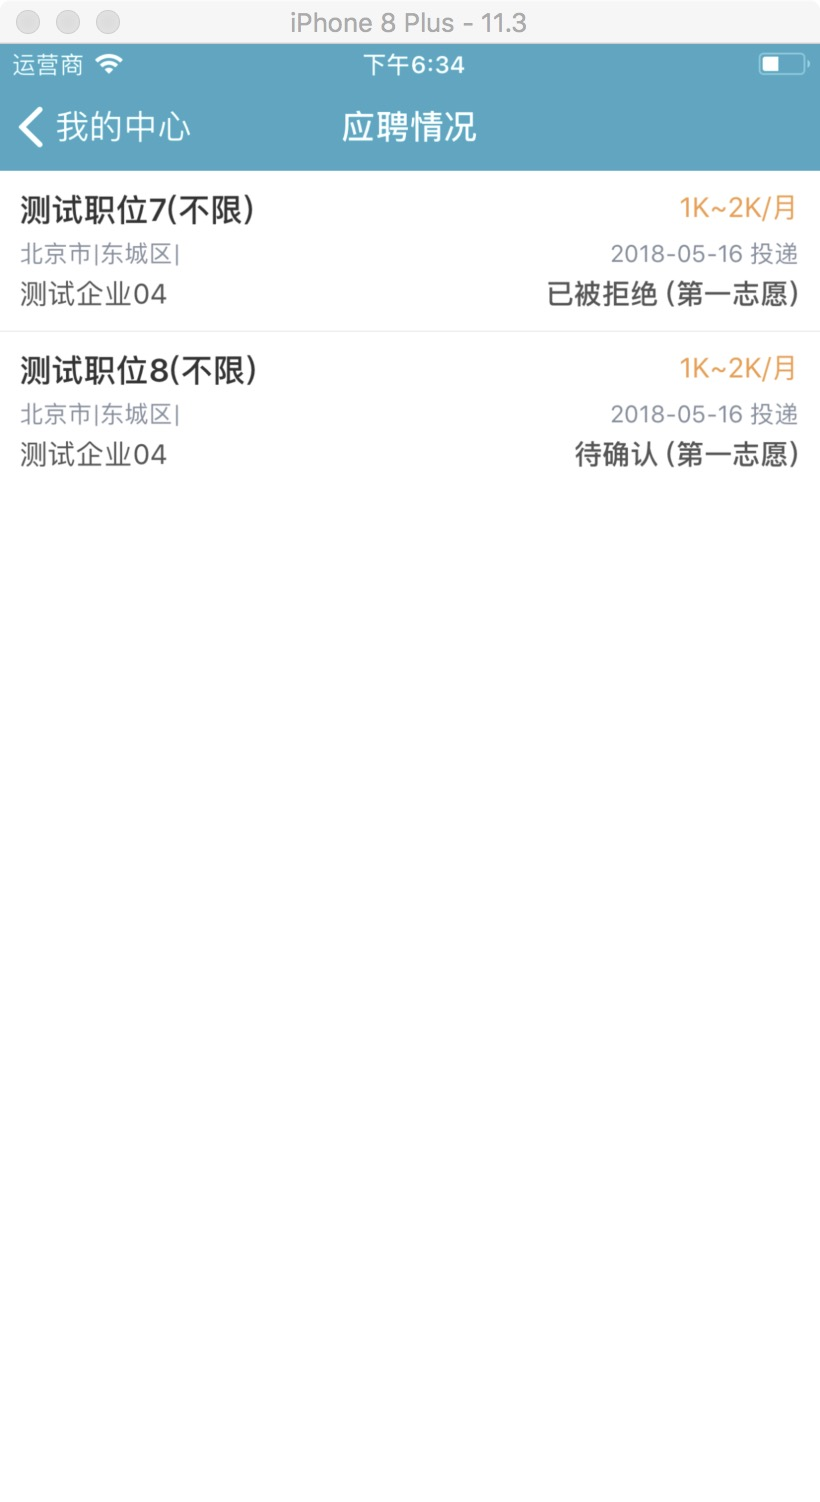 iPhone 8 Plus - 11.3
运营商 下午6:34
我的中心 应聘情况
测试职位7(不限) 1K~2K/月
北京市|东城区| 2018-05-16 投递
测试企业04 已被拒绝 (第一志愿)
测试职位8(不限) 1K~2K/月
北京市|东城区| 2018-05-16 投递
测试企业04 待确认 (第一志愿)